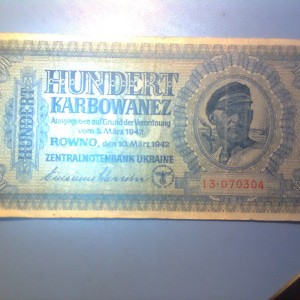 HUNDERT
HUNDERT
KARBOWANEZ
Ausgegeben auf Grund der Verordnung
vom 5. März 1942
ROWNO, den 10. März 1942
ZENTRALNOTENBANK UKRAINE
13·070304